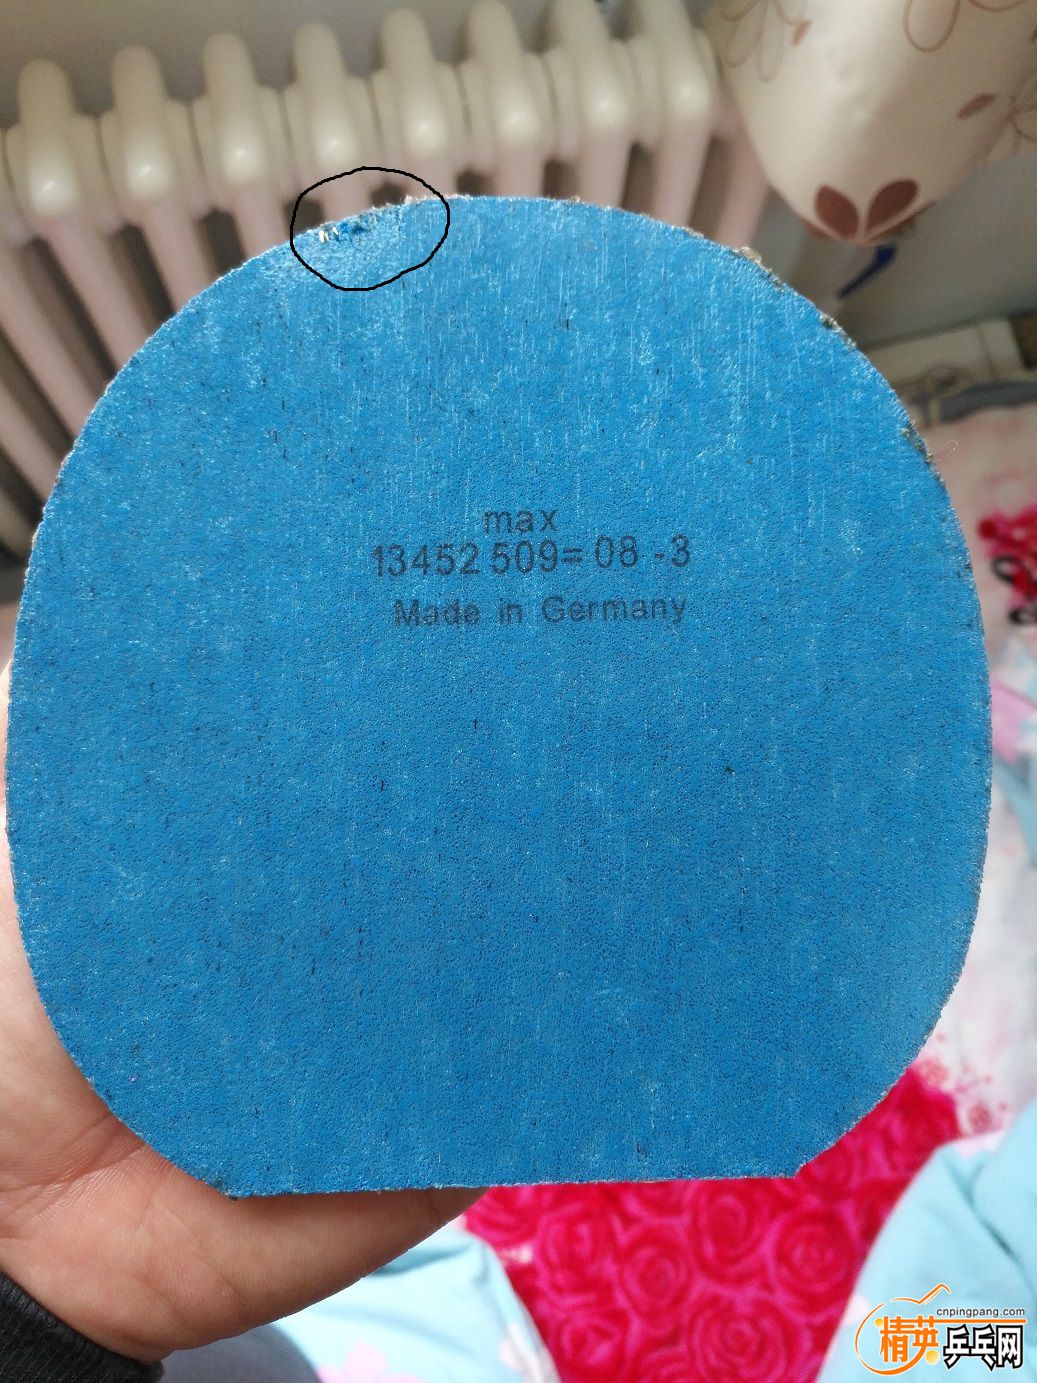 max
13452 509= 08 -3
Made in Germany
cnpingpang.com
精英乒乓网